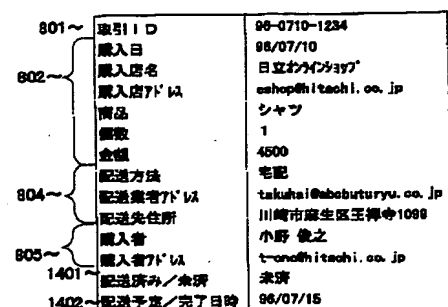 801～ 取引ID 96-0710-1234
購入日 96/07/10
購入店名 日立オンラインショップ
802～ 購入店アドレス eshop@hitachi.co.jp
商品 シャツ
個数 1
金額 4500
配送方法 宅配
804～ 配送業者アドレス takuhai@abcbuturyu.co.jp
配送先住所 川崎市麻生区王禅寺1099
805～ 購入者 小野 俊之
購入者アドレス t-ono@hitachi.co.jp
1401～ 配送済み／未済 未済
1402～ 配送予定／完了日時 96/07/15